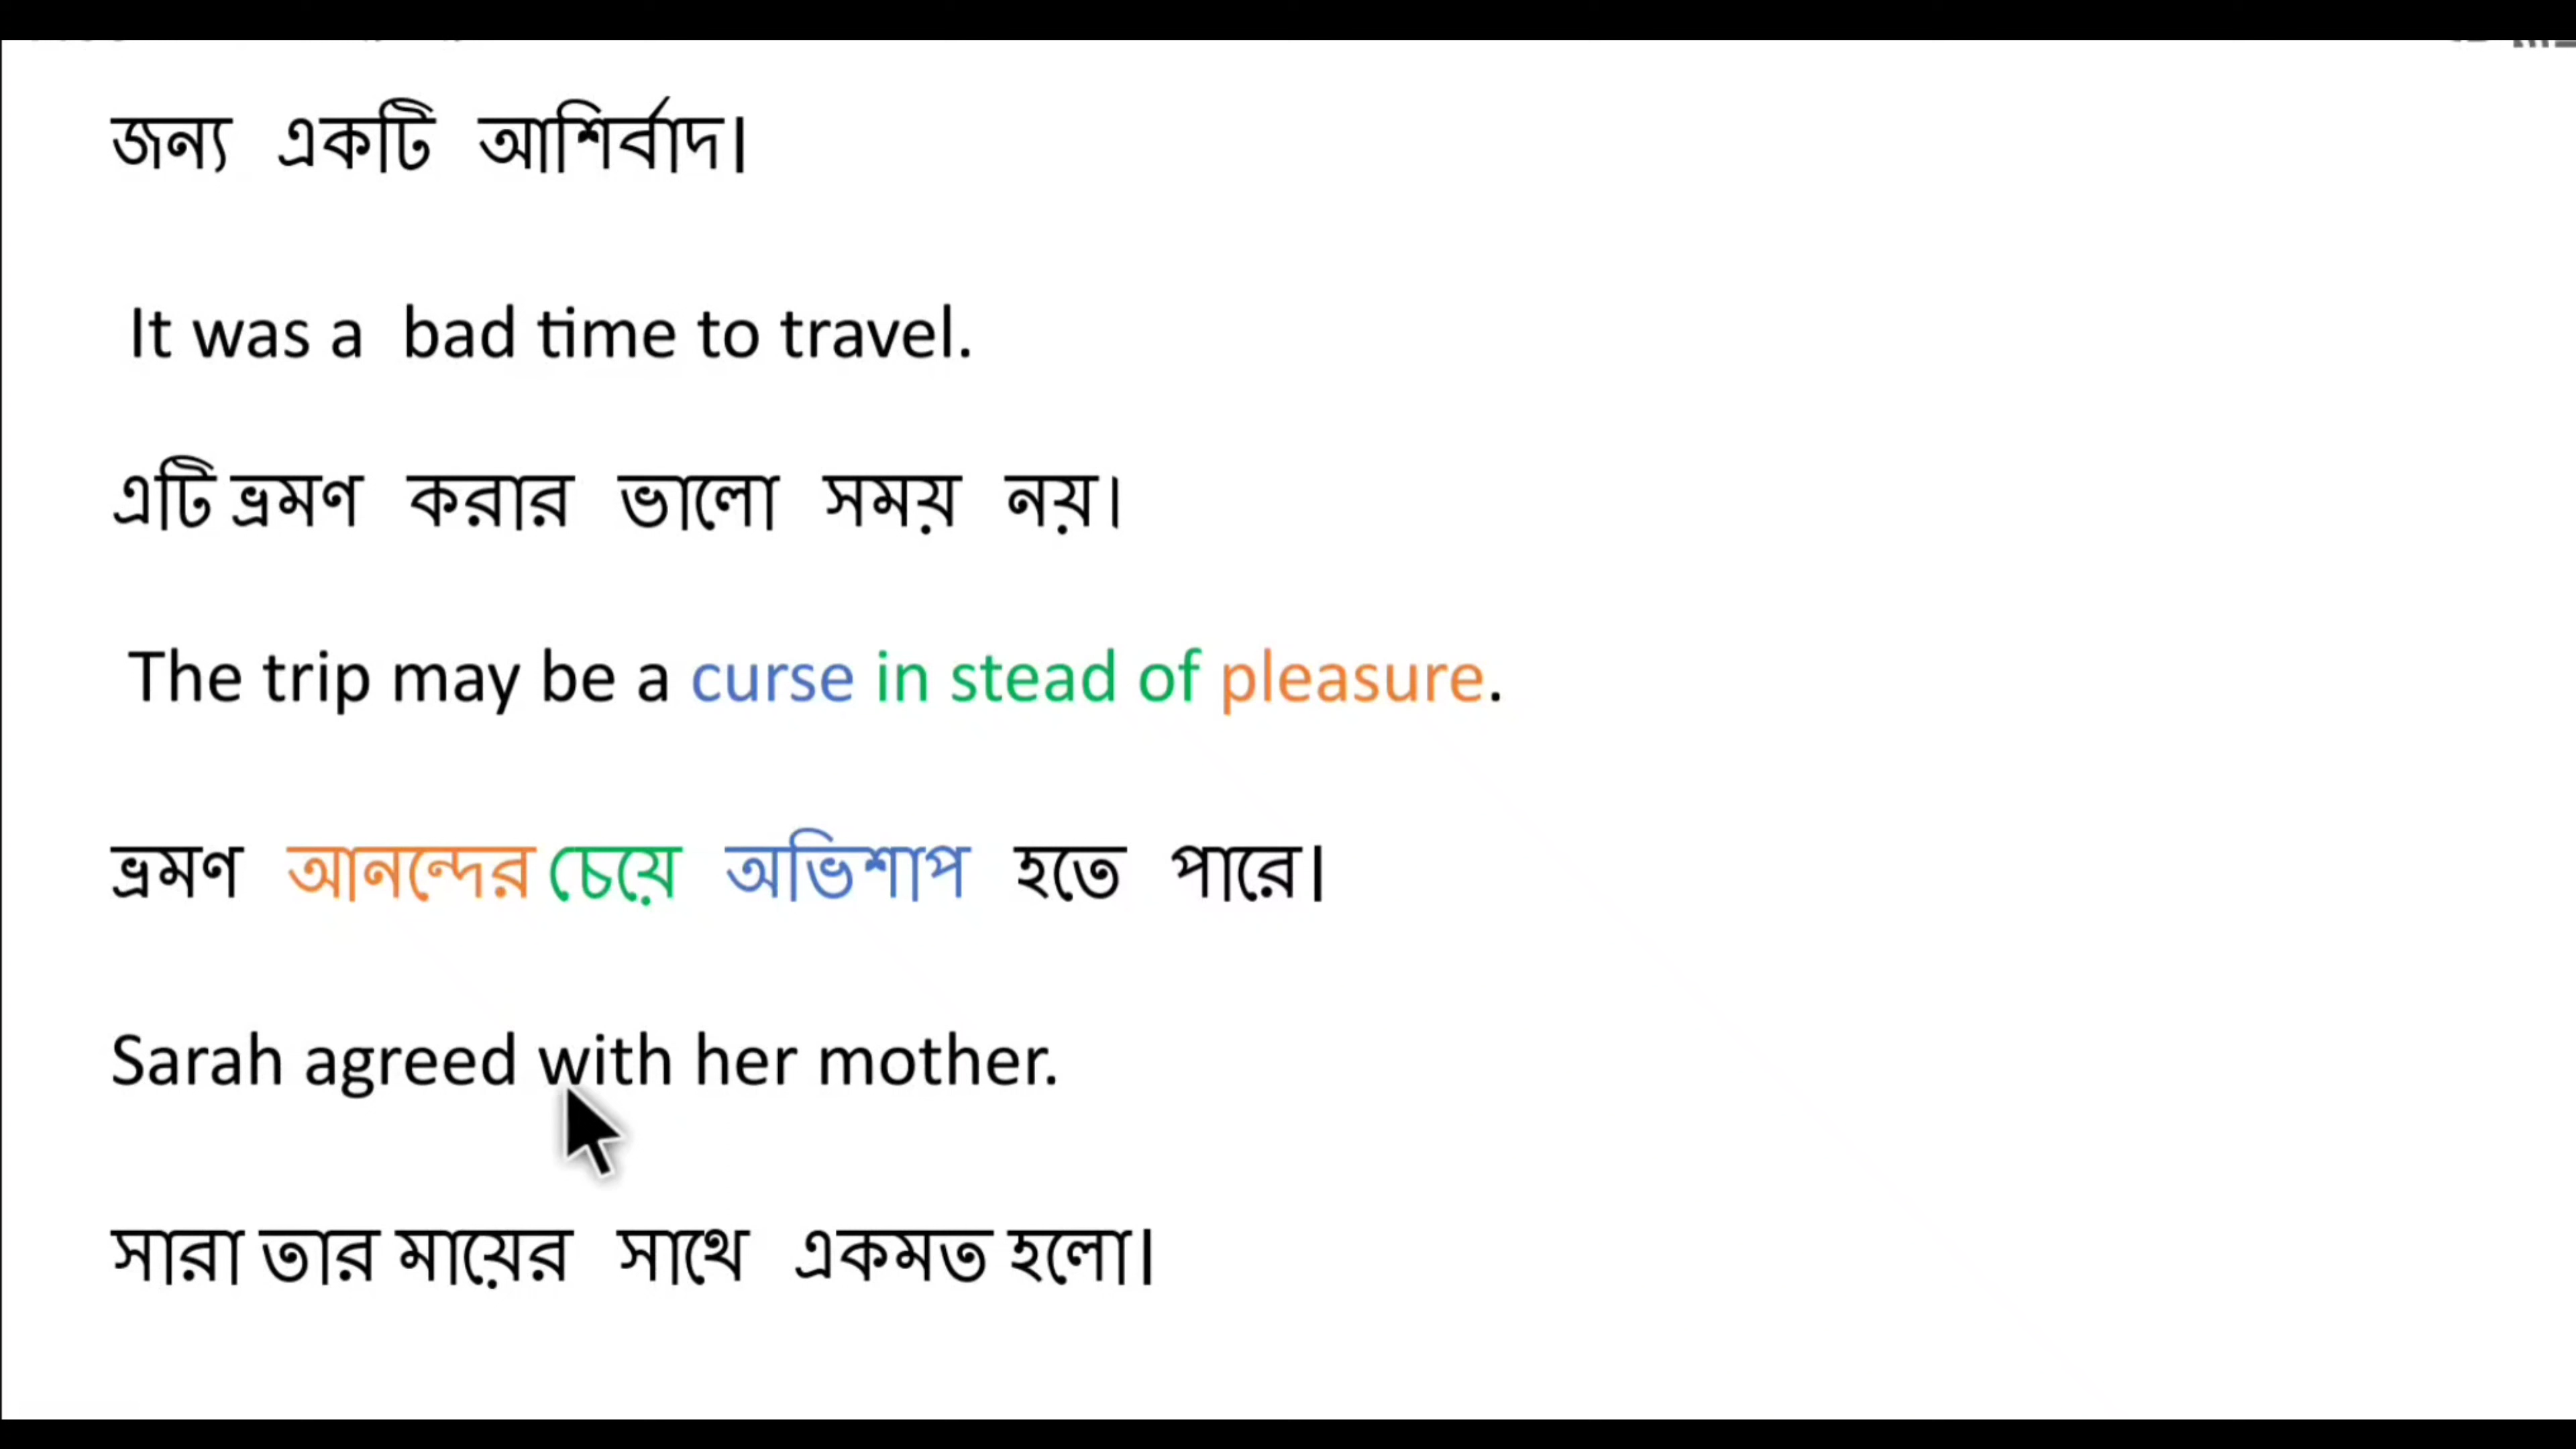 জন্য একটি আশির্বাদ।
It was a bad time to travel.
এটি ভ্রমণ করার ভালো সময় নয়।
The trip may be a curse in stead of pleasure.
ভ্রমণ আনন্দের চেয়ে অভিশাপ হতে পারে।
Sarah agreed with her mother.
সারা তার মায়ের সাথে একমত হলো।